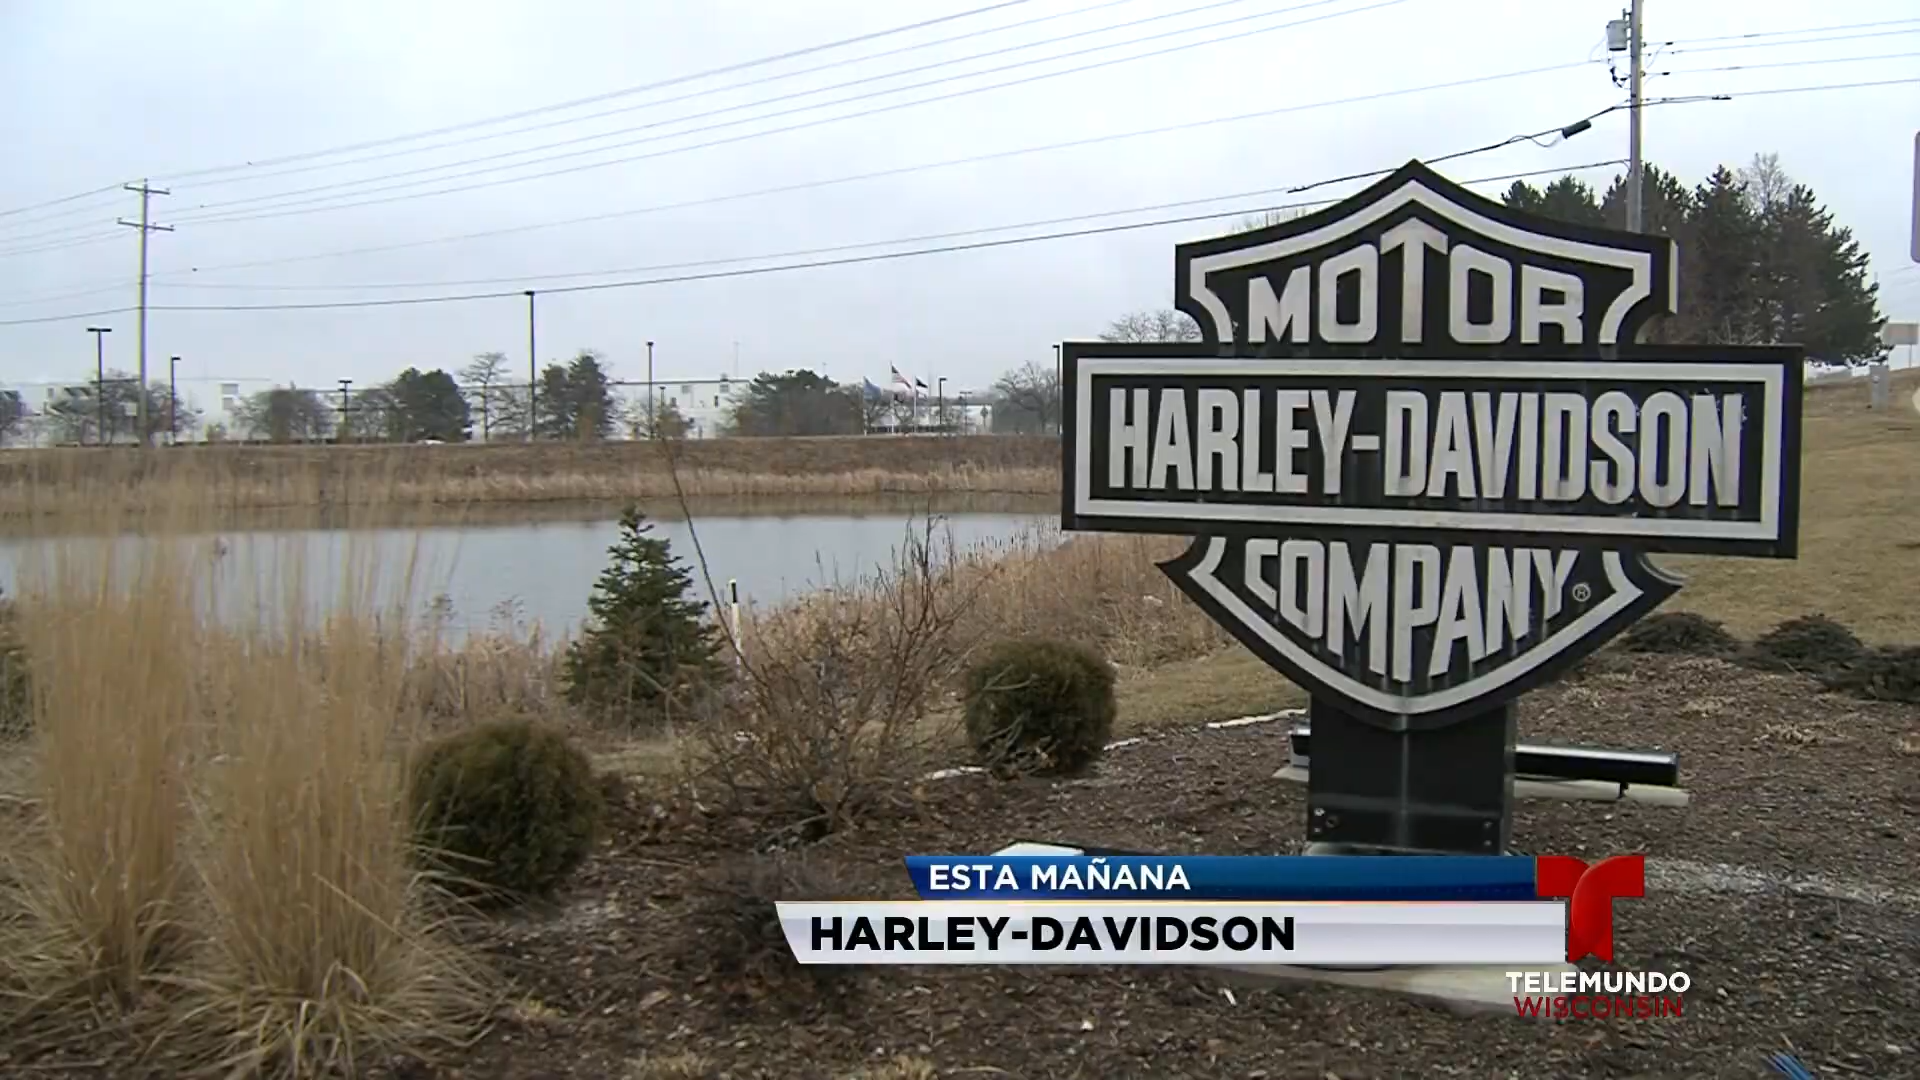 MOTOR
HARLEY-DAVIDSON
COMPANY®
ESTA MAÑANA
HARLEY-DAVIDSON
TELEMUNDO
WISCONSIN